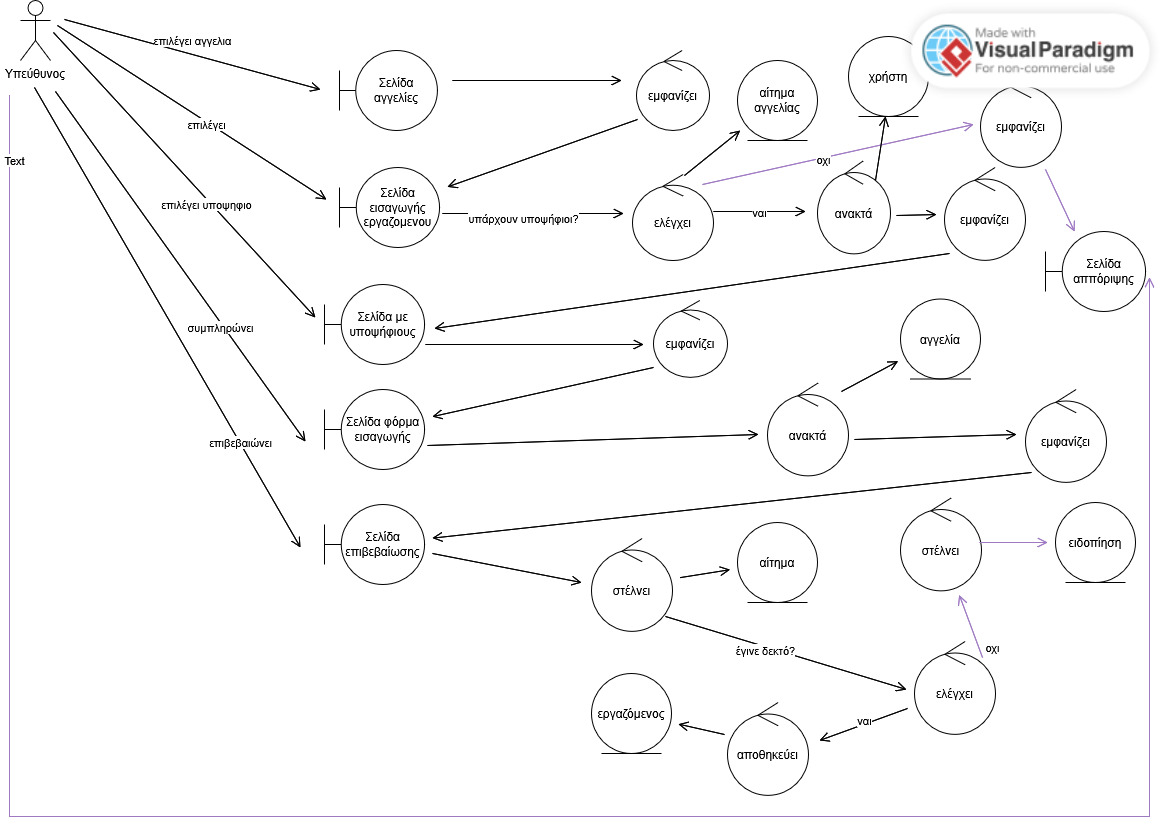 Made with
VisualParadigm
For non-commercial use
Υπεύθυνος
επιλέγει αγγελια
Σελίδα
αγγελίες
εμφανίζει
αίτημα
αγγελίας
χρήστη
εμφανίζει
επιλέγει
Text
οχι
Σελίδα
εισαγωγής
εργαζομενου
υπάρχουν υποψήφιοι?
ελέγχει
ναι
ανακτά
εμφανίζει
επιλέγει υποψηφιο
Σελίδα
αππόριψης
Σελίδα με
υποψήφιους
συμπληρώνει
εμφανίζει
αγγελία
Σελίδα φόρμα
εισαγωγής
ανακτά
εμφανίζει
επιβεβαιώνει
Σελίδα
επιβεβαίωσης
στέλνει
ειδοπίηση
στέλνει
αίτημα
έγινε δεκτό?
οχι
ελέγχει
εργαζόμενος
ναι
αποθηκεύει